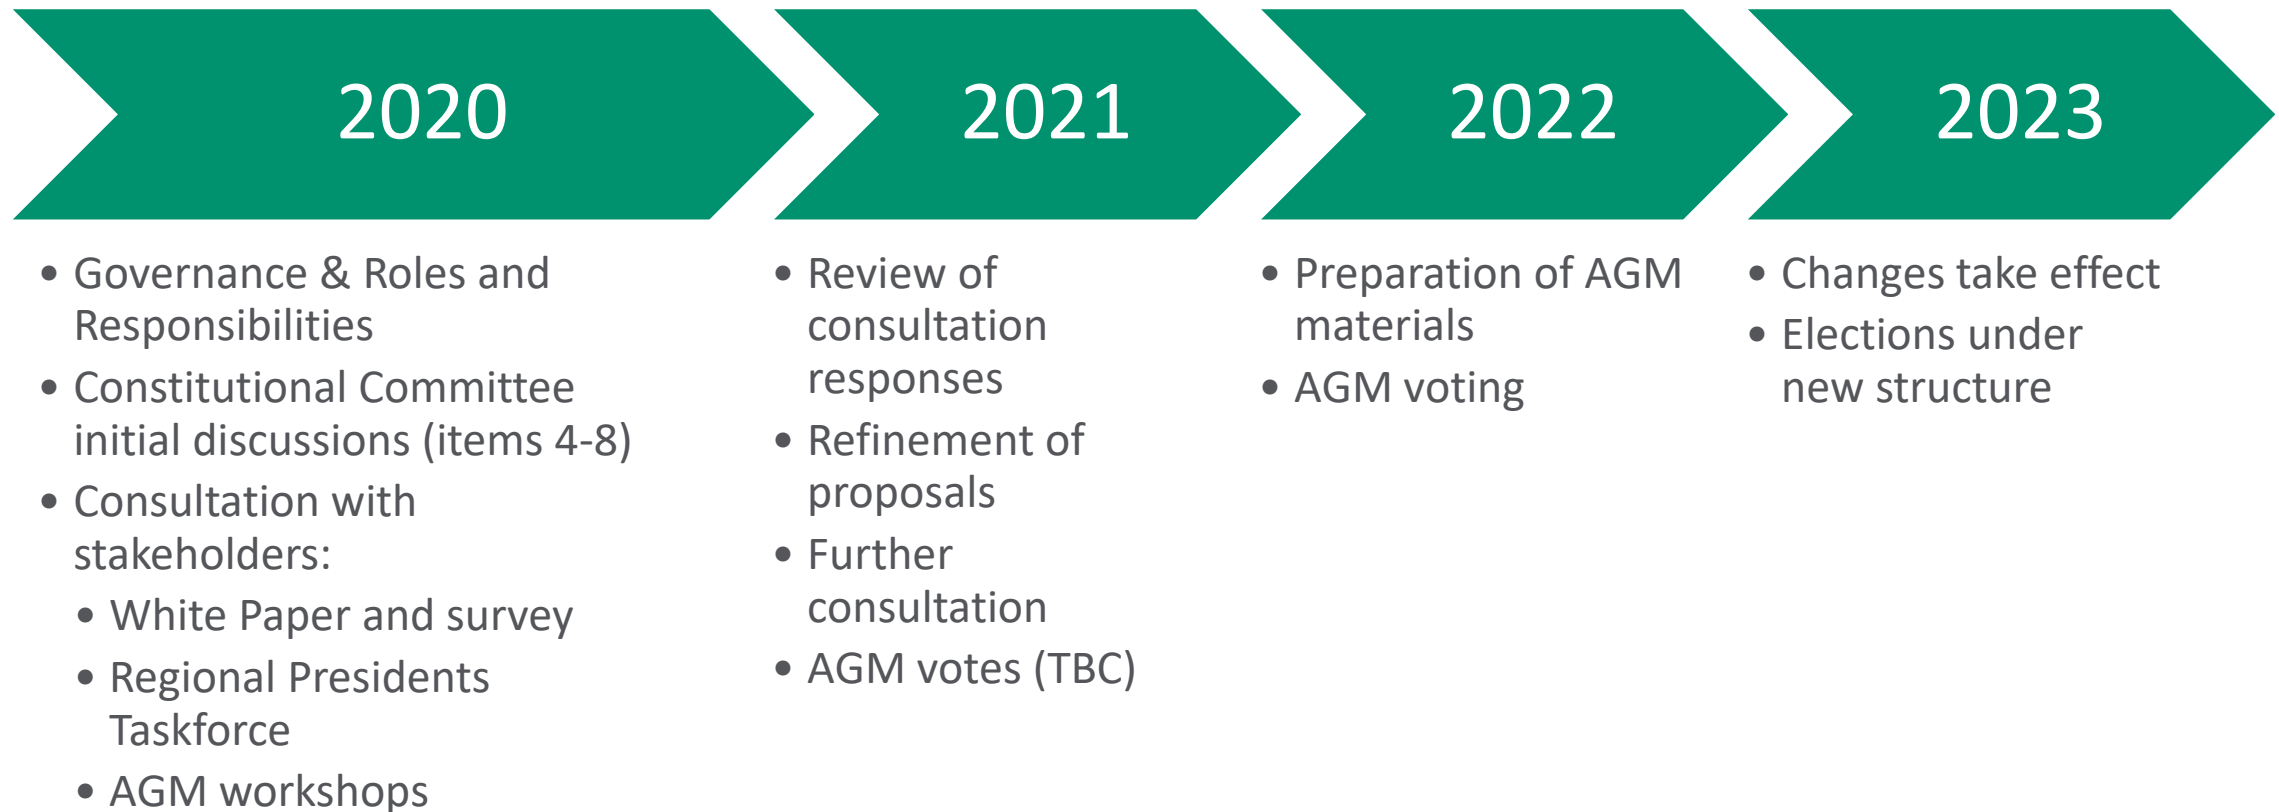 2020
• Governance & Roles and
Responsibilities
• Constitutional Committee
initial discussions (items 4-8)
• Consultation with
stakeholders:
• White Paper and survey
• Regional Presidents
Taskforce
• AGM workshops
2021
• Review of
consultation
responses
• Refinement of
proposals
• Further
consultation
• AGM votes (TBC)
2022
• Preparation of AGM
materials
• AGM voting
2023
• Changes take effect
• Elections under
new structure